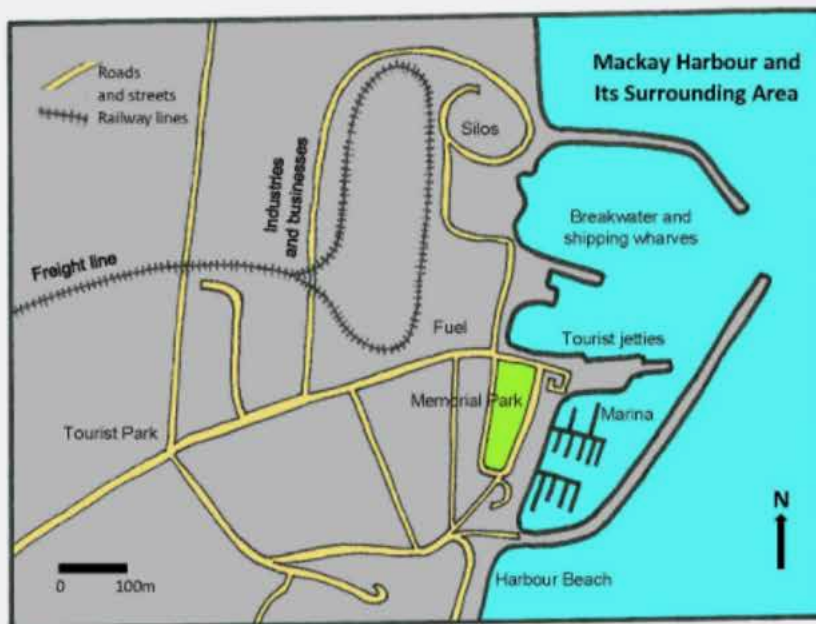 Mackay Harbour and
Its Surrounding Area
Roads
and streets
Railway lines
Silos
Industries
and businesses
Breakwater and
shipping wharves
Freight line
Fuel
Tourist jetties
Memorial Park
Marina
Tourist Park
N
0 100m
Harbour Beach